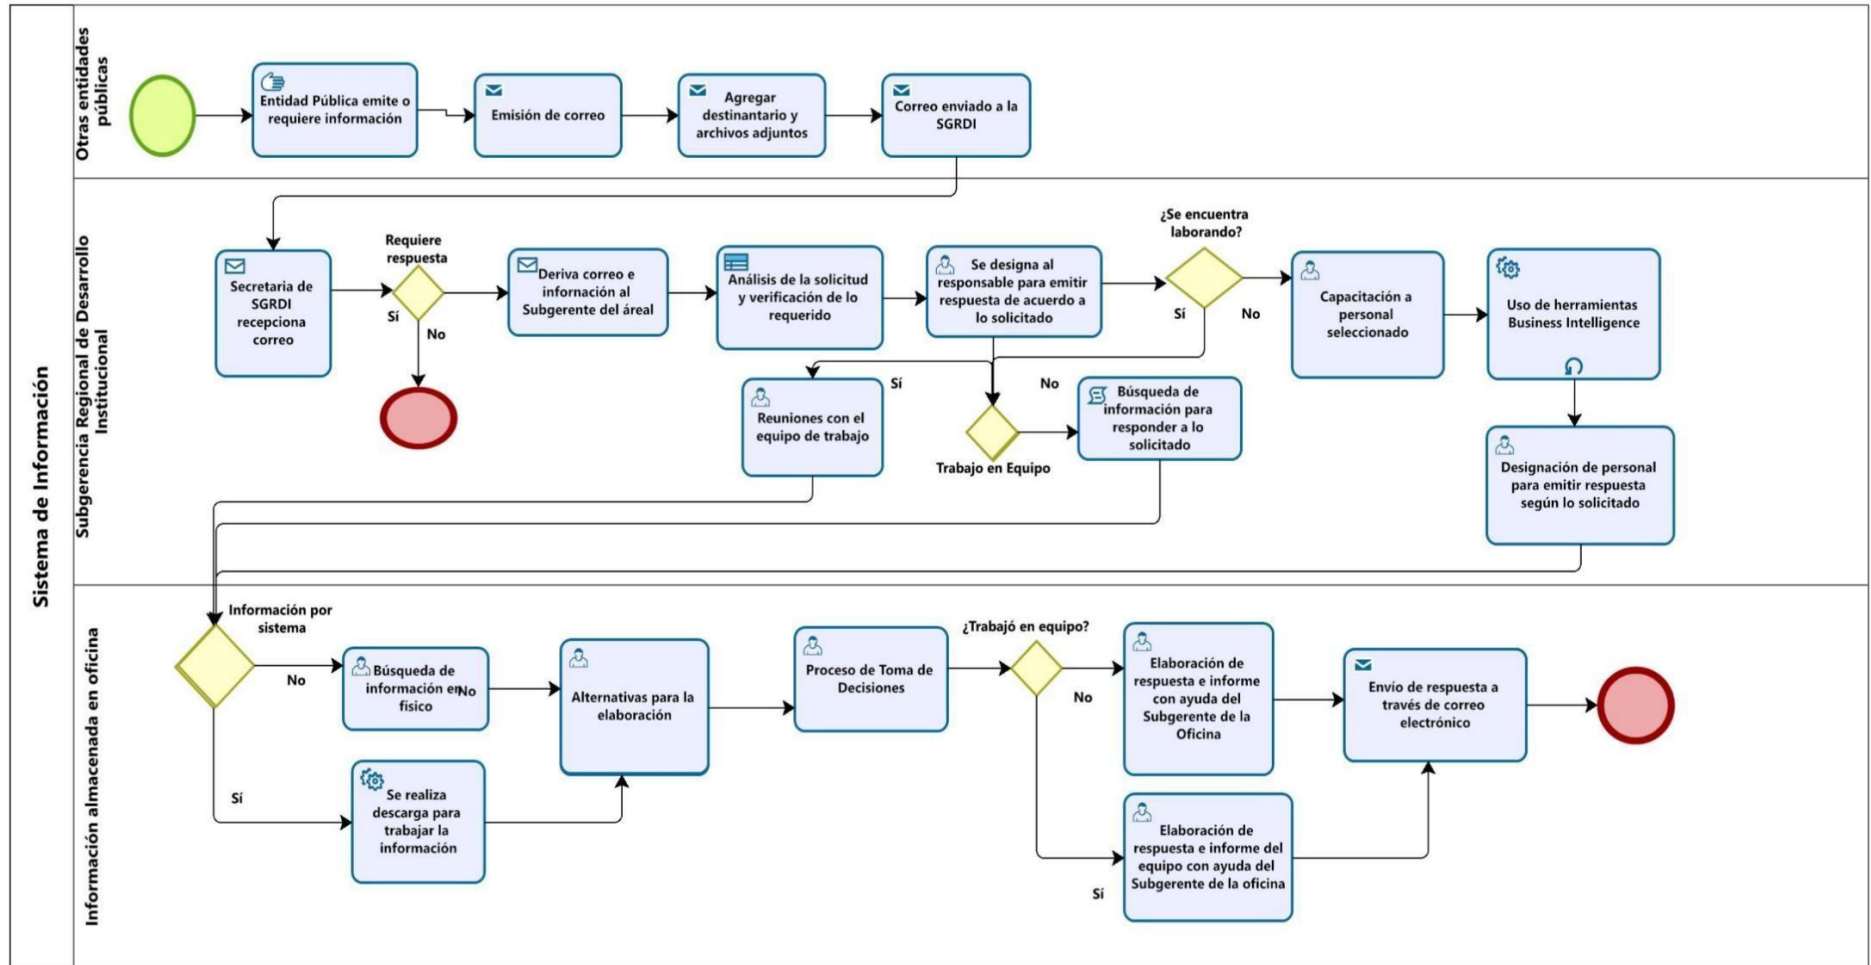 Sistema de Información
Otras entidades
públicas
Entidad Pública emite o
requiere información
Emisión de correo
Agregar
destinantario y
archivos adjuntos
Correo enviado a la
SGRDI
Subgerencia Regional de Desarrollo
Institucional
Secretaria de
SGRDI
recepciona
correo
Requiere
respuesta
Sí
No
Deriva correo e
infornación al
Subgerente del áreal
Análisis de la solicitud
y verificación de lo
requerido
Se designa al
responsable para emitir
respuesta de acuerdo a
lo solicitado
¿Se encuentra
laborando?
Sí
No
Capacitación a
personal
seleccionado
Uso de herramientas
Business Intelligence
Reuniones con el
equipo de trabajo
Sí
No
Trabajo en Equipo
Búsqueda de
información para
responder a lo
solicitado
Designación de personal
para emitir respuesta
según lo solicitado
Información almacenada en oficina
Información por
sistema
No
Sí
Búsqueda de
información en
físico
No
Se realiza
descarga para
trabajar la
información
Alternativas para la
elaboración
Proceso de Toma de
Decisiones
¿Trabajó en equipo?
No
Sí
Elaboración de
respuesta e informe
con ayuda del
Subgerente de la
Oficina
Elaboración de
respuesta e informe del
equipo con ayuda del
Subgerente de la oficina
Envío de respuesta a
través de correo
electrónico